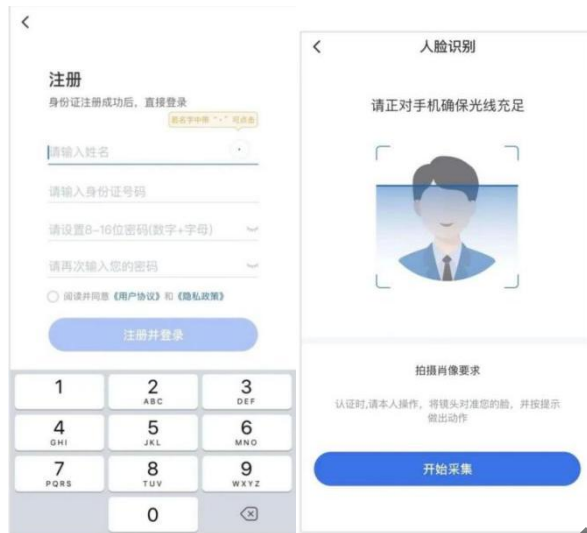 注册
身份证注册成功后，直接登录
若名字中带“·”可点击
请输入姓名
·
请输入身份证号码
请设置8-16位密码(数字+字母)
请再次输入您的密码
阅读并同意《用户协议》和《隐私政策》
注册并登录
1
2
ABC
3
DEF
4
GHI
5
JKL
6
MNO
7
PQRS
8
TUV
9
WXYZ
0
人脸识别
请正对手机确保光线充足
拍摄肖像要求
认证时,请本人操作，将镜头对准您的脸，并按提示
做出动作
开始采集